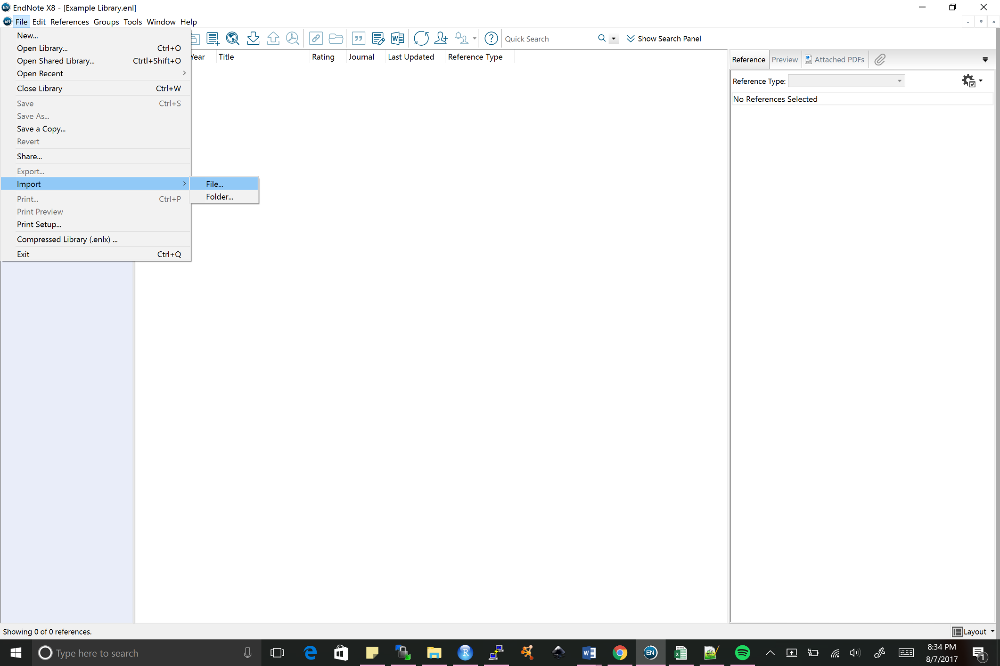 EndNote X8 - [Example Library.enl]
File Edit References Groups Tools Window Help
New...
Open Library... Ctrl+O
Open Shared Library... Ctrtl+Shift+O
Open Recent
Close Library Ctrl+W
Save Ctrl+S
Save As...
Save a Copy...
Revert
Share...
Export...
Import
File...
Folder...
Print... Ctrl+P
Print Preview
Print Setup...
Compressed Library (.enlx) ...
Exit Ctrl+Q
Quick Search
Show Search Panel
Year Title Rating Journal Last Updated Reference Type
Reference Preview Attached PDFs
Reference Type:
No References Selected
Showing 0 of 0 references.
Layout
Type here to search
EN
8:34 PM
8/7/2017
1